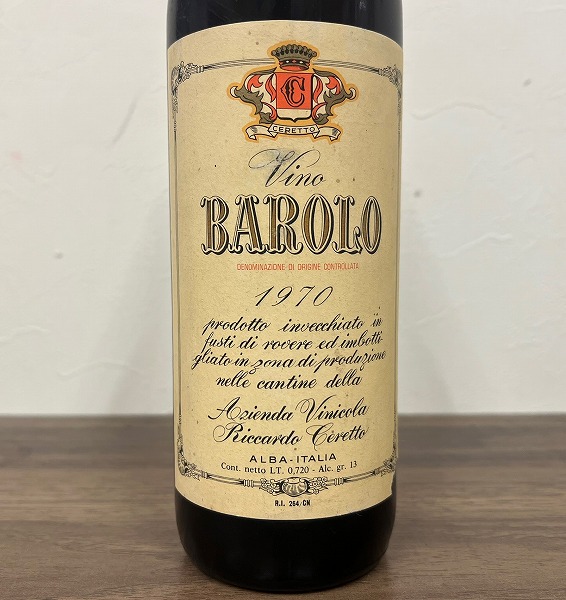 C
CERETTO
Vino
BAROLO
DENOMINAZIONE DI ORIGINE CONTROLLATA
1970
prodotto invecchiato in
fusti di rovere ed imbotti-
gliato in zona di produzione
nelle cantine della
Azienda Vinicola
Riccardo Ceretto
ALBA-ITALIA
Cont. netto LT. 0,720 - Alc. gr. 13
R.I. 264/CN